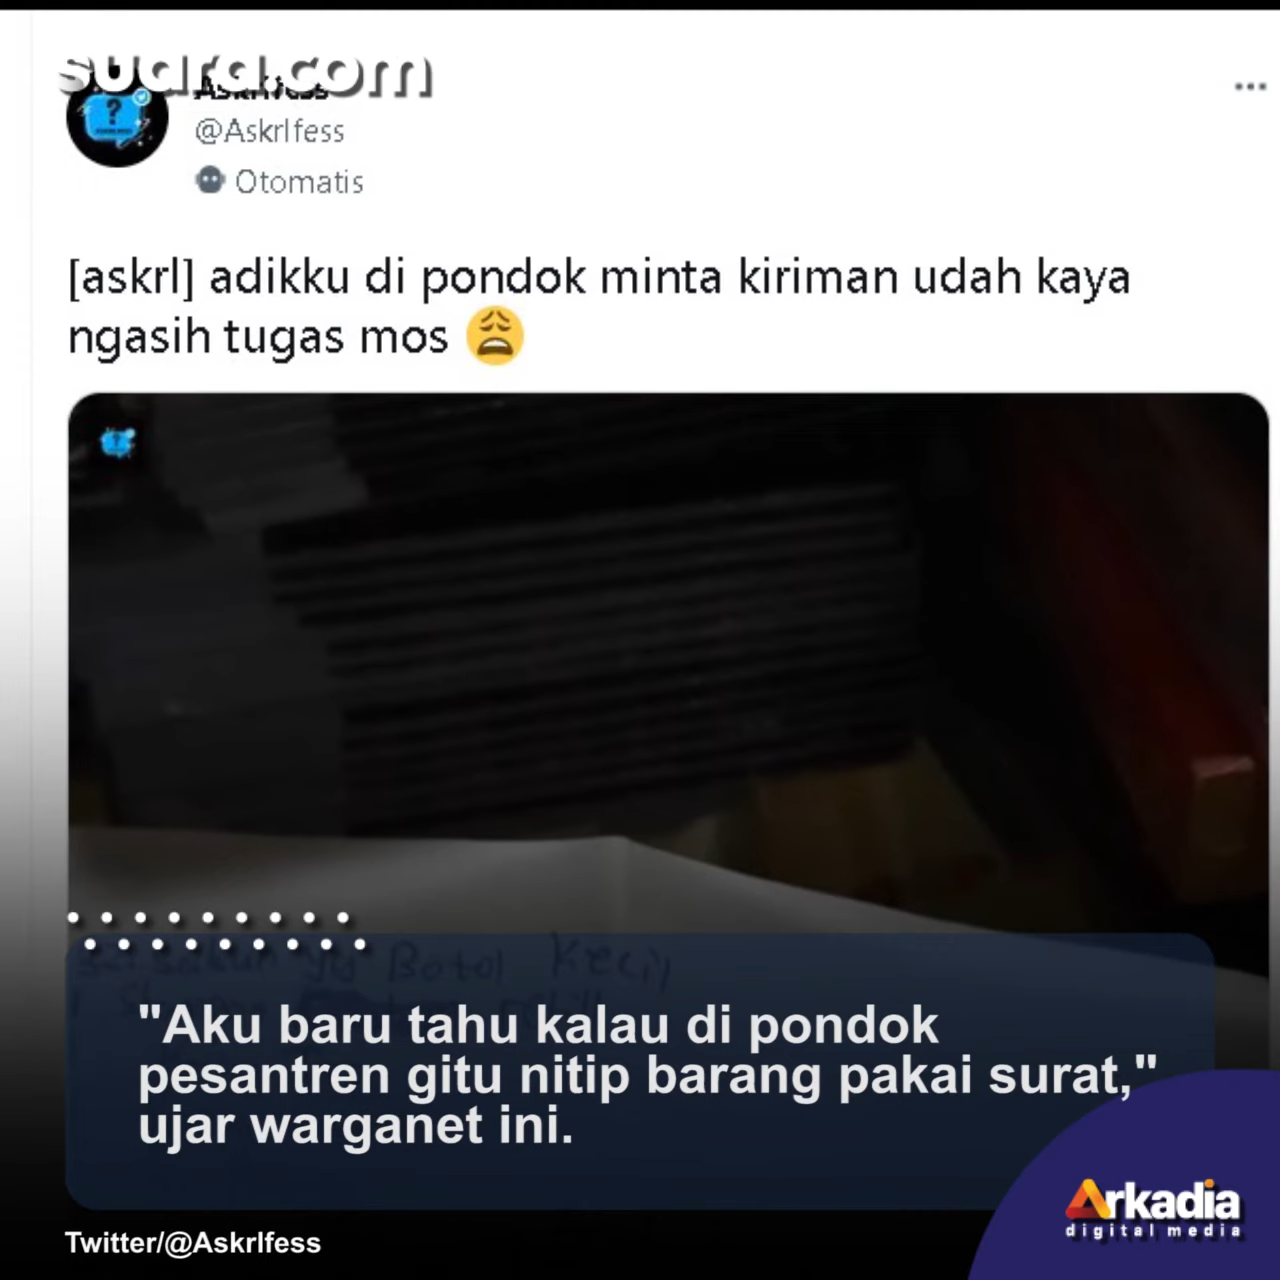 suara.com
Askrlfess
@Askrlfess
Otomatis
[askrl] adikku di pondok minta kiriman udah kaya
ngasih tugas mos 😩
Botol Kecil
"Aku baru tahu kalau di pondok
pesantren gitu nitip barang pakai surat,"
ujar warganet ini.
Twitter/@Askrlfess
Arkadia
digital media